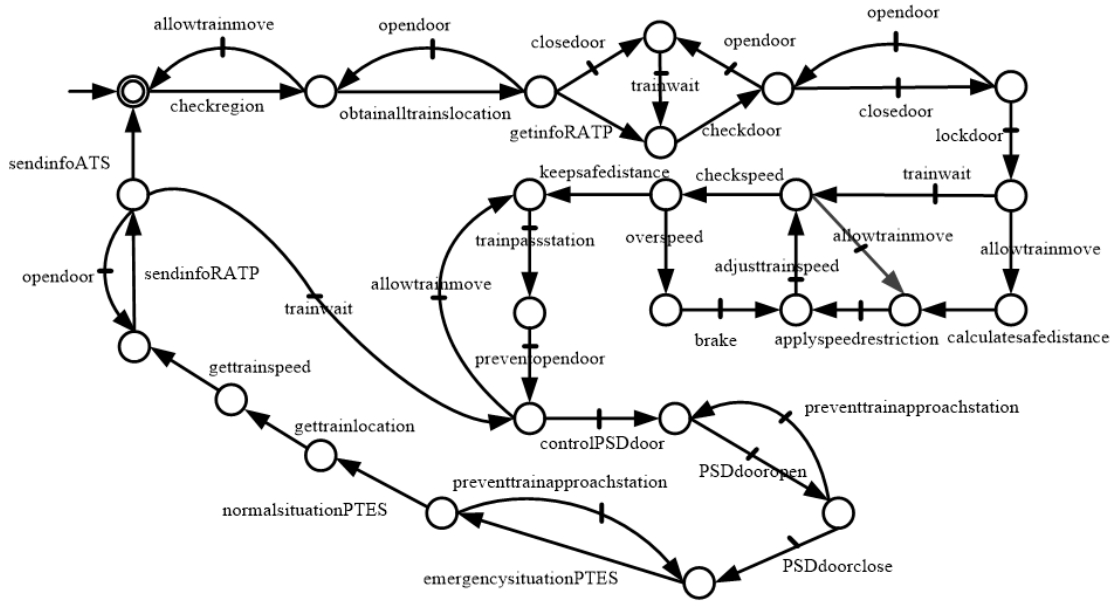 allowtrainmove
opendoor
closedoor
opendoor
opendoor
trainwait
checkregion
obtainalltrainslocation
getinfoRATP
checkdoor
closedoor
lockdoor
sendinfoATS
keepsafedistance
checkspeed
trainwait
trainpassstation
overspeed
allowtrainmove
allowtrainmove
opendoor
sendinfoRATP
allowtrainmove
adjusttrainspeed
trainwait
brake
applyspeedrestriction
calculatesafedistance
preventopendoor
gettrainspeed
preventtrainapproachstation
gettrainlocation
controlPSDdoor
PSDdooropen
preventtrainapproachstation
normalsituationPTES
emergencysituationPTES
PSDdoorclose